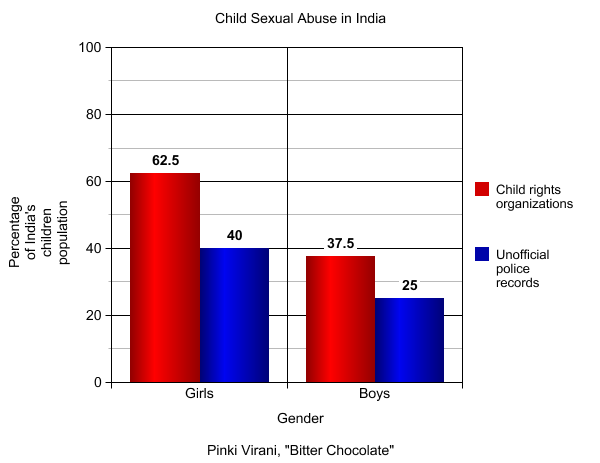 Child Sexual Abuse in India
100
80
60
40
20
0
62.5
40
37.5
25
Percentage
of India's
children
population
Girls
Boys
Gender
Child rights
organizations
Unofficial
police
records
Pinki Virani, "Bitter Chocolate"